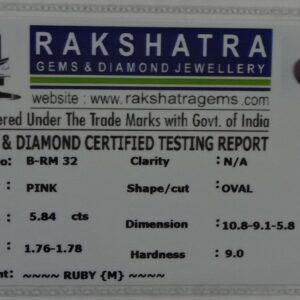 RAKSHATRA
GEMS & DIAMOND JEWELLERY
website : www.rakshatragems.com
ered Under The Trade Marks with Govt. of India
& DIAMOND CERTIFIED TESTING REPORT
o: B-RM 32 Clarity : N/A
: PINK Shape/cut : OVAL
: 5.84 cts Dimension : 10.8-9.1-5.8
: 1.76-1.78 Hardness : 9.0
nt: ~~~~ RUBY {M} ~~~~